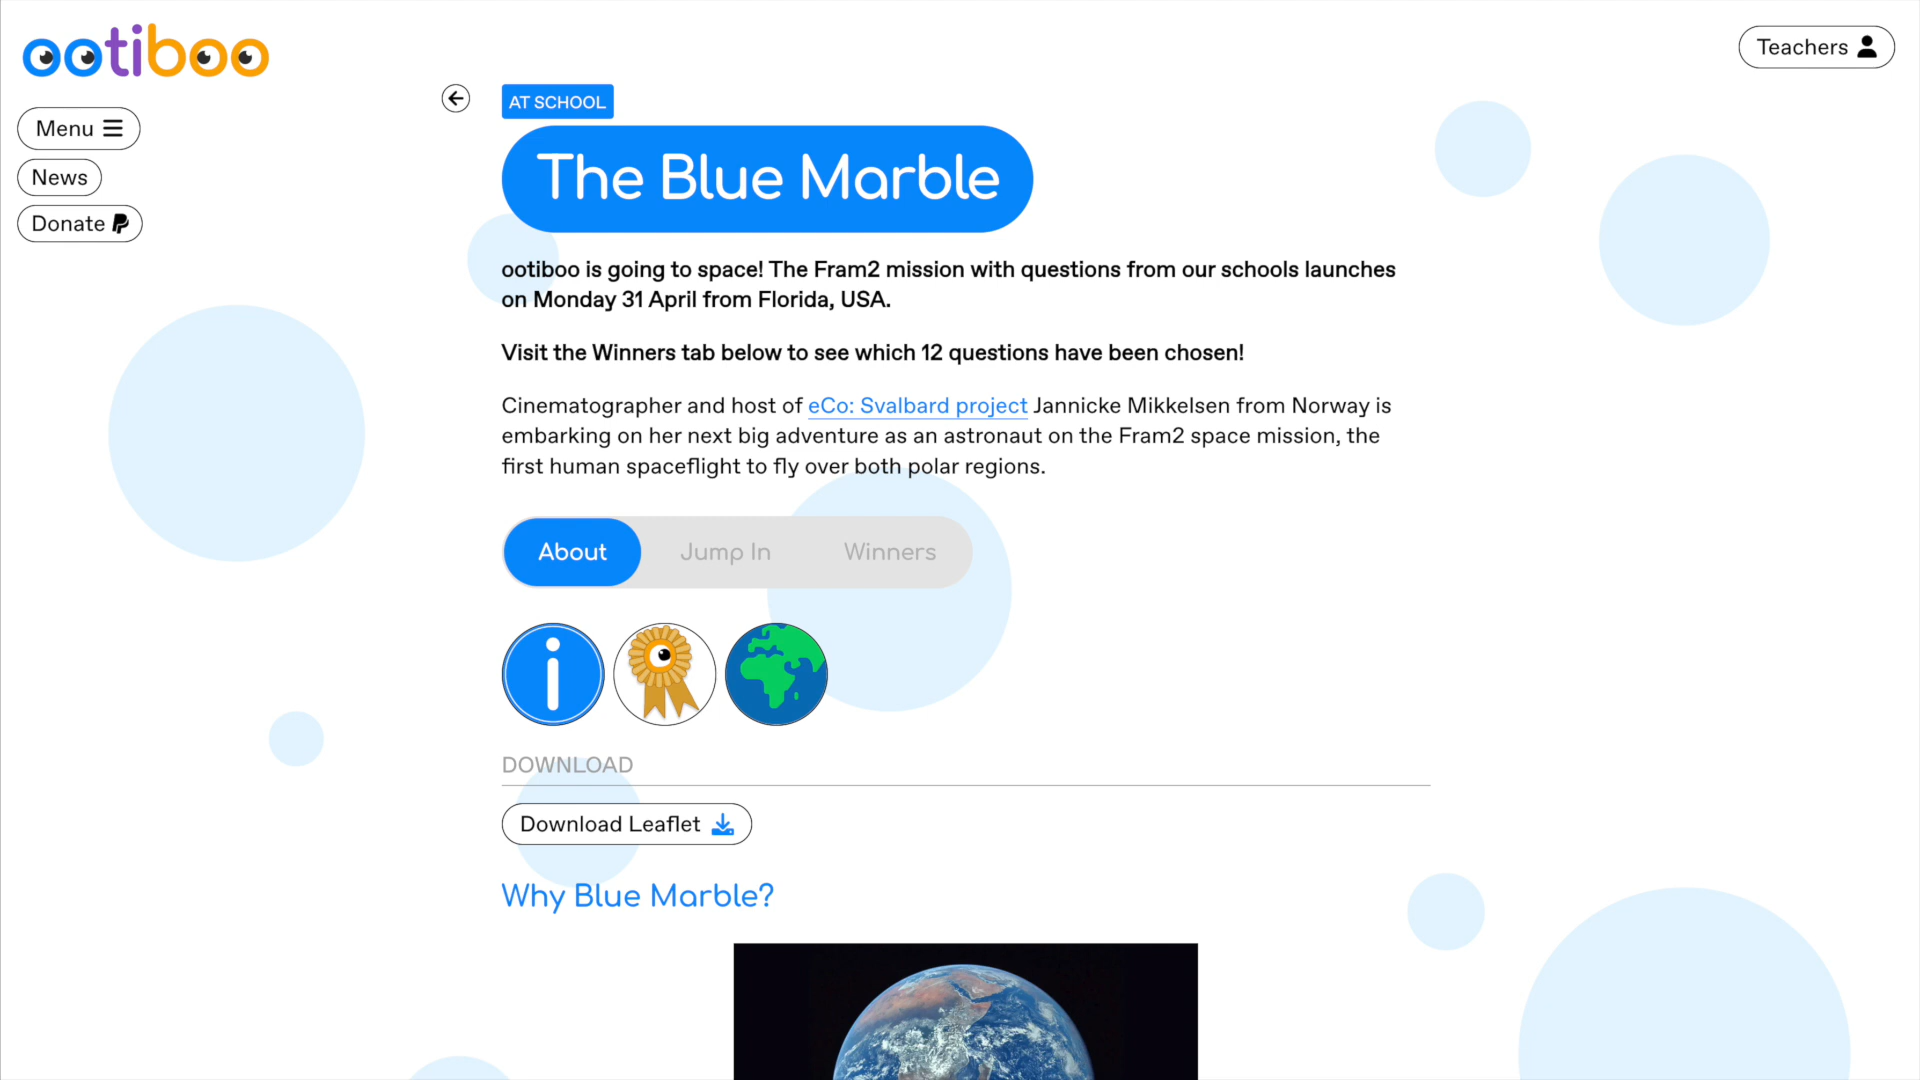 ootiboo
Teachers
Menu
News
Donate
AT SCHOOL
The Blue Marble
ootiboo is going to space! The Fram2 mission with questions from our schools launches
on Monday 31 April from Florida, USA.
Visit the Winners tab below to see which 12 questions have been chosen!
Cinematographer and host of eCo: Svalbard project Jannicke Mikkelsen from Norway is
embarking on her next big adventure as an astronaut on the Fram2 space mission, the
first human spaceflight to fly over both polar regions.
About Jump In Winners
DOWNLOAD
Download Leaflet
Why Blue Marble?